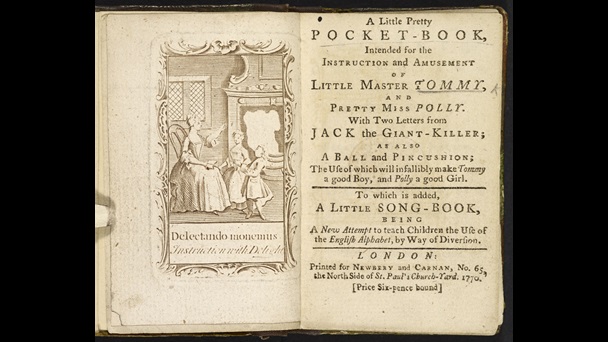 Delectando monemus
Instruction with Delight
A Little Pretty
POCKET-BOOK,
Intended for the
INSTRUCTION and AMUSEMENT
OF
LITTLE MASTER TOMMY,
AND
PRETTY MISS POLLY.
With Two Letters from
JACK the GIANT-KILLER;
AS ALSO
A BALL and PINCUSHION;
The Use of which will infallibly make Tommy
a good Boy, and Polly a good Girl.
To which is added,
A LITTLE SONG-BOOK,
BEING
A New Attempt to teach Children the Use of
the Engliſh Alphabet, by Way of Diverſion.
LONDON:
Printed for NEWBERY and CARNAN, No. 65,
the North Side of St. Paul's Church-Yard. 1770.
[Price Six-pence bound]